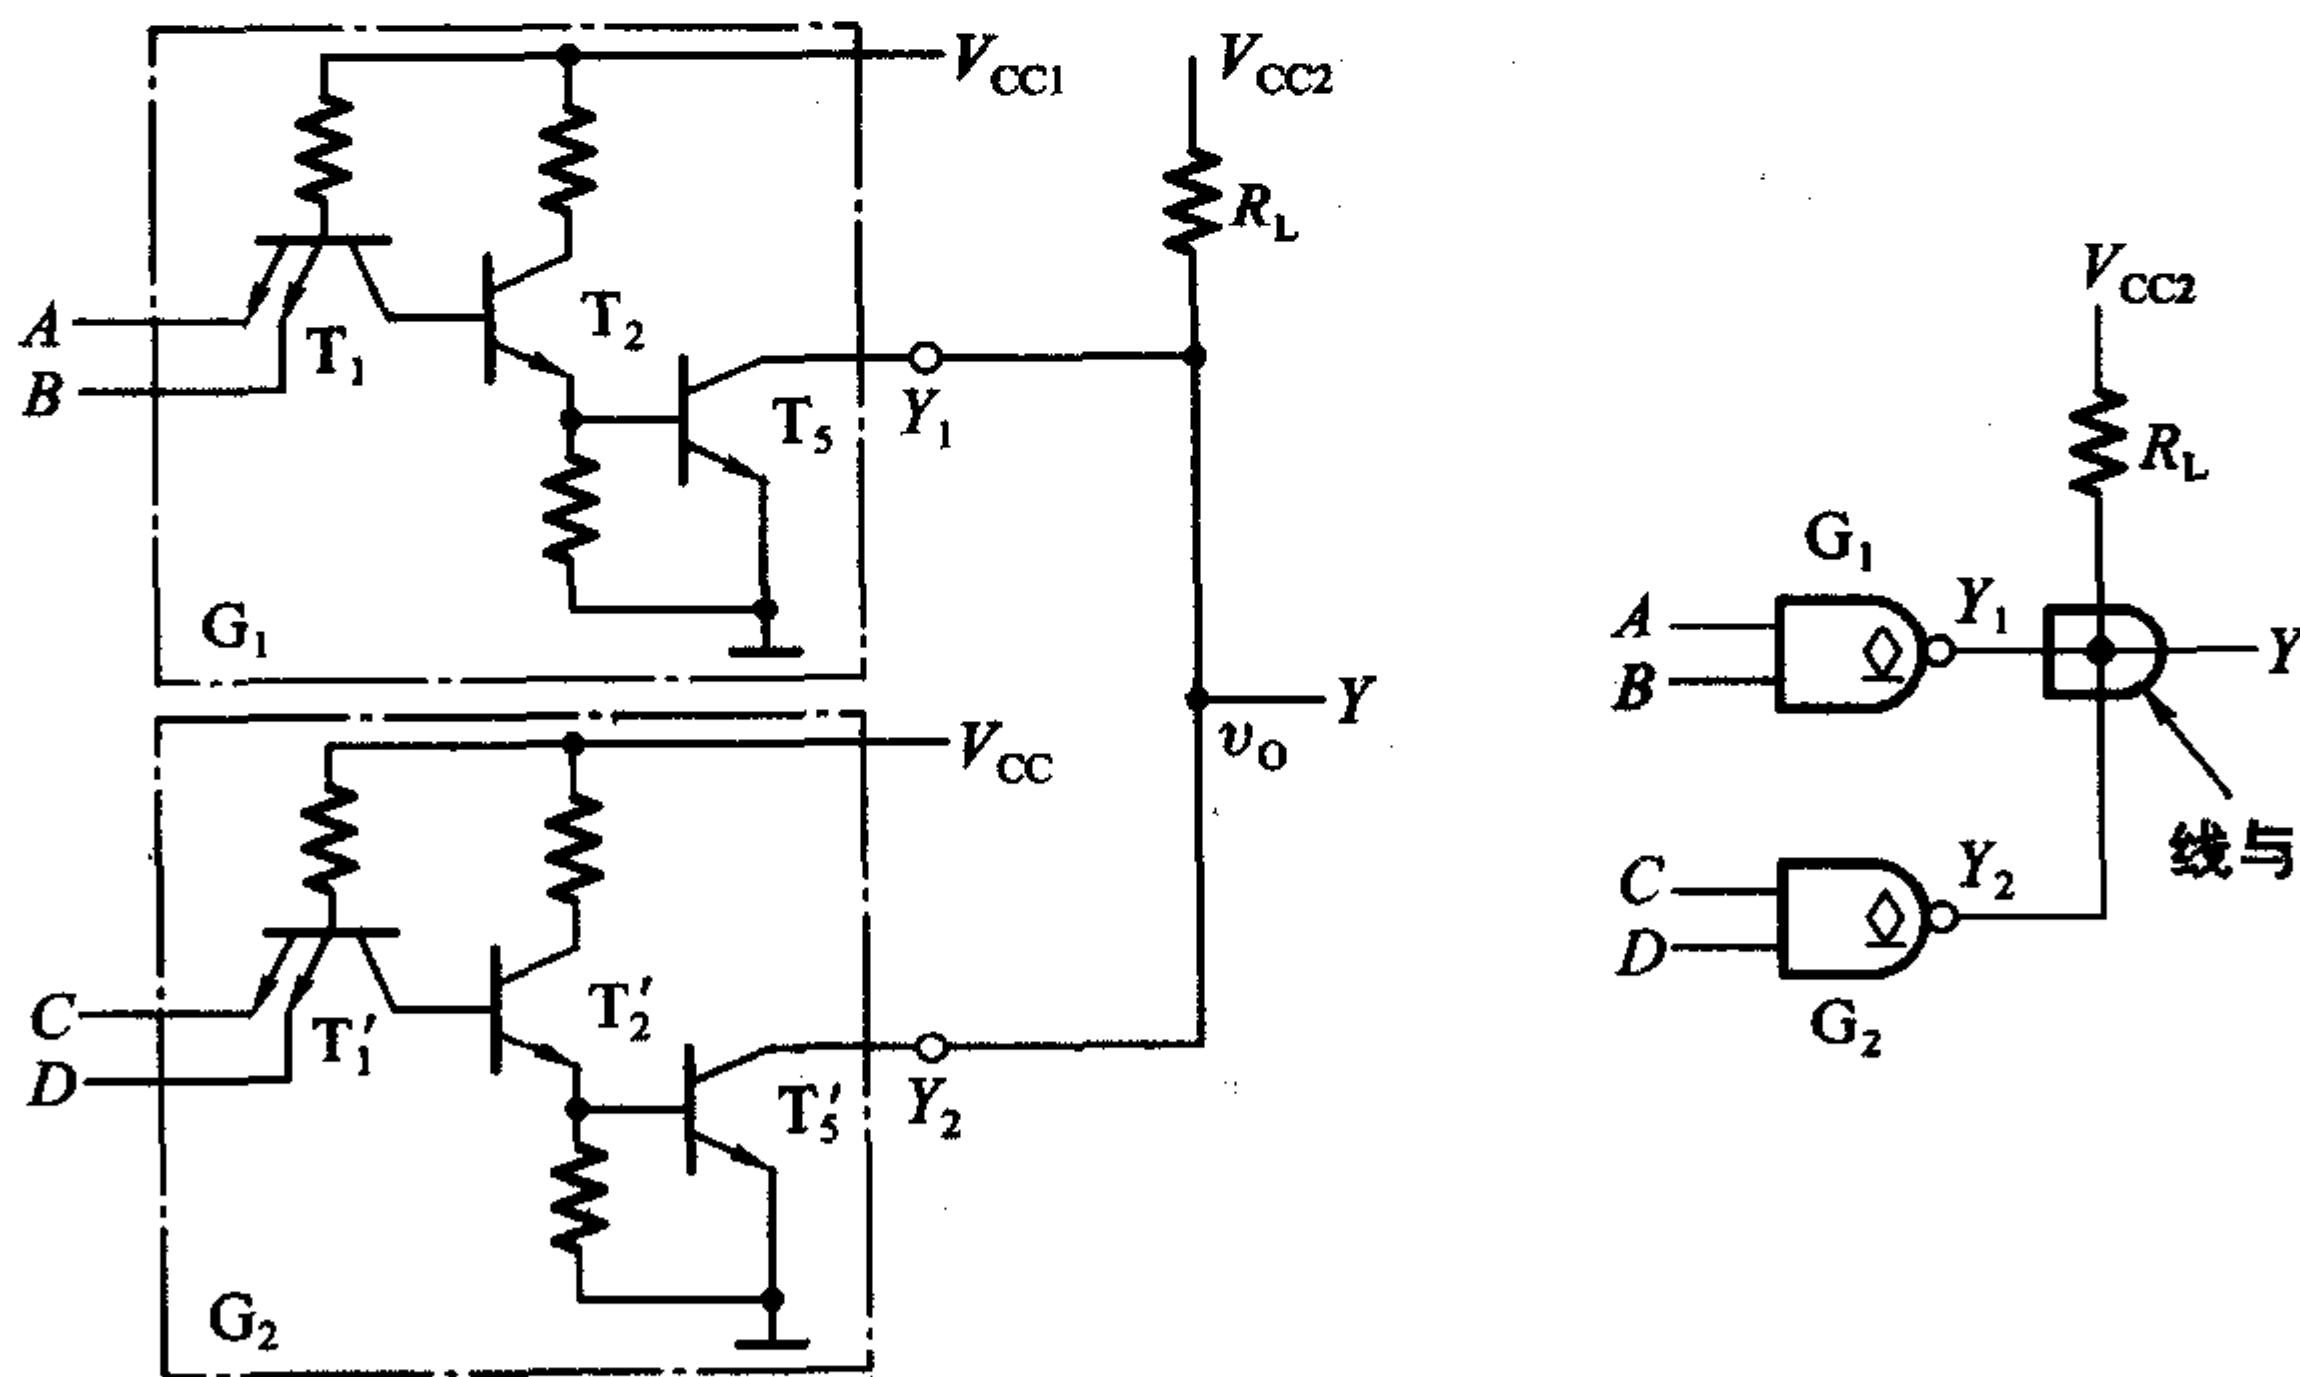 V_CC1
V_CC2
R_L
A
B
T_1
T_2
T_5
Y_1
G_1
Y
v_O
V_CC
C
D
T_1′
T_2′
T_5′
Y_2
G_2
V_CC2
R_L
G_1
A
B
Y_1
Y
线与
C
D
Y_2
G_2